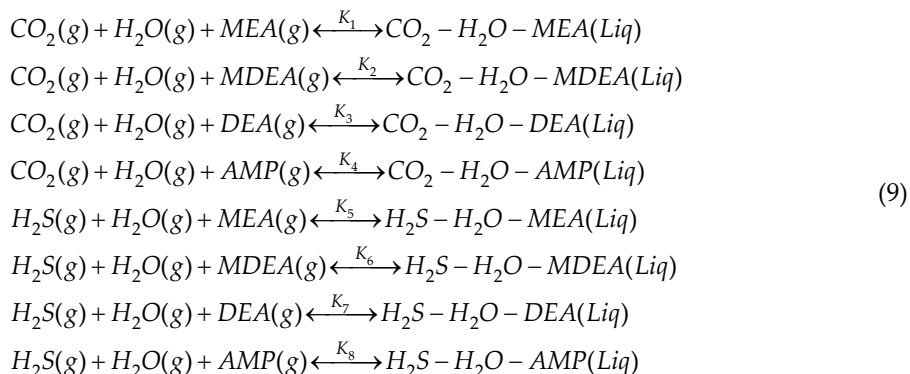 CO₂(g) + H₂O(g) + MEA(g) ⟷ K₁ CO₂ − H₂O − MEA(Liq)
CO₂(g) + H₂O(g) + MDEA(g) ⟷ K₂ CO₂ − H₂O − MDEA(Liq)
CO₂(g) + H₂O(g) + DEA(g) ⟷ K₃ CO₂ − H₂O − DEA(Liq)
CO₂(g) + H₂O(g) + AMP(g) ⟷ K₄ CO₂ − H₂O − AMP(Liq)
(9)
H₂S(g) + H₂O(g) + MEA(g) ⟷ K₅ H₂S − H₂O − MEA(Liq)
H₂S(g) + H₂O(g) + MDEA(g) ⟷ K₆ H₂S − H₂O − MDEA(Liq)
H₂S(g) + H₂O(g) + DEA(g) ⟷ K₇ H₂S − H₂O − DEA(Liq)
H₂S(g) + H₂O(g) + AMP(g) ⟷ K₈ H₂S − H₂O − AMP(Liq)